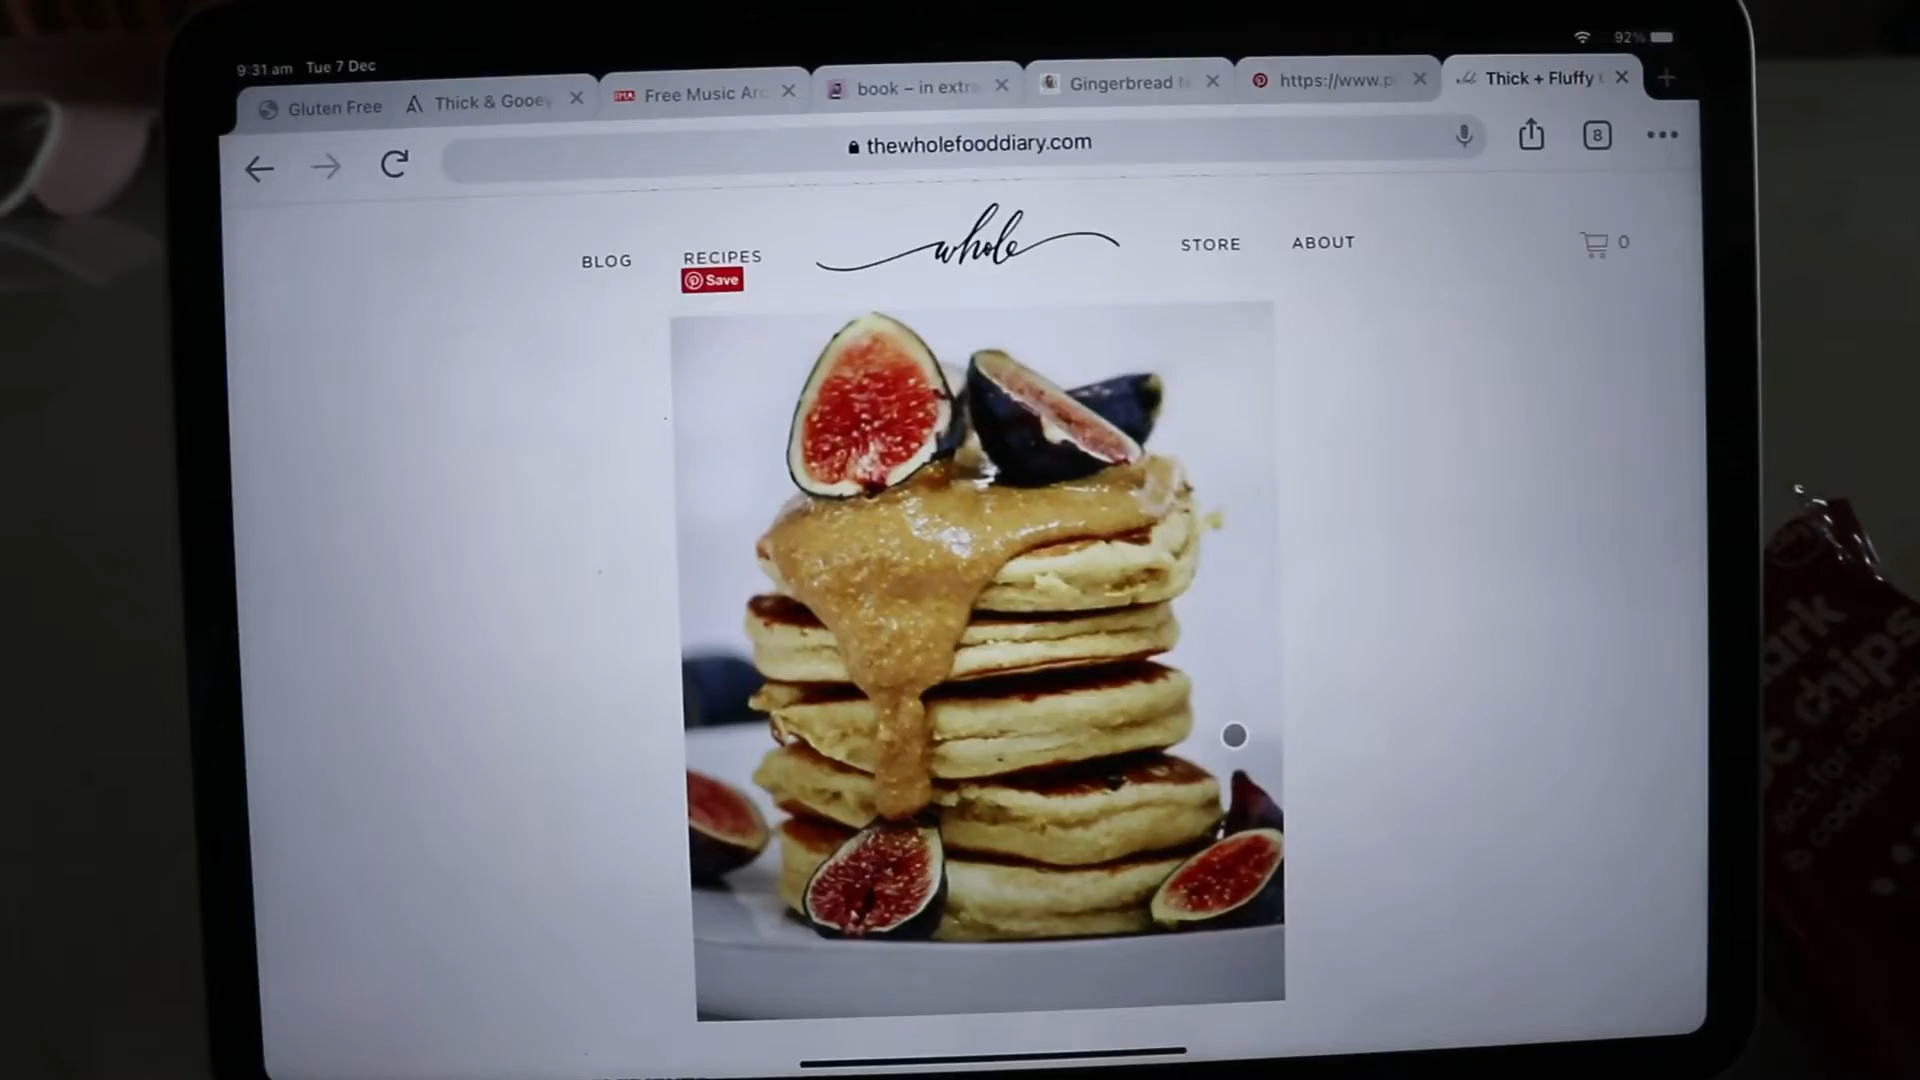 9:31 am Tue 7 Dec
92%
Gluten Free
Thick & Gooey
Free Music Arc
book – in extr
Gingerbread
https://www.p
Thick + Fluffy
thewholefooddiary.com
8
BLOG
RECIPES
whole
STORE
ABOUT
0
Save
chips
cookies